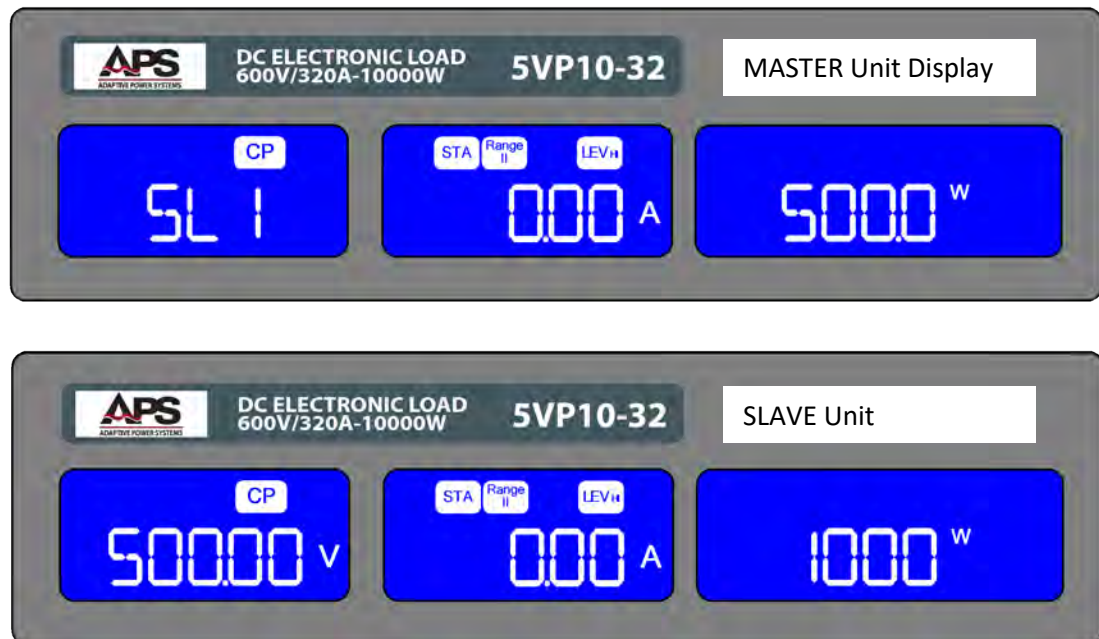 APS
ADAPTIVE POWER SYSTEMS
DC ELECTRONIC LOAD
600V/320A-10000W
5VP10-32
MASTER Unit Display
CP
SL 1
STA Range II LEVH
0.00 A
500.0 W
APS
ADAPTIVE POWER SYSTEMS
DC ELECTRONIC LOAD
600V/320A-10000W
5VP10-32
SLAVE Unit
CP
500.00 V
STA Range II LEVH
0.00 A
1000 W